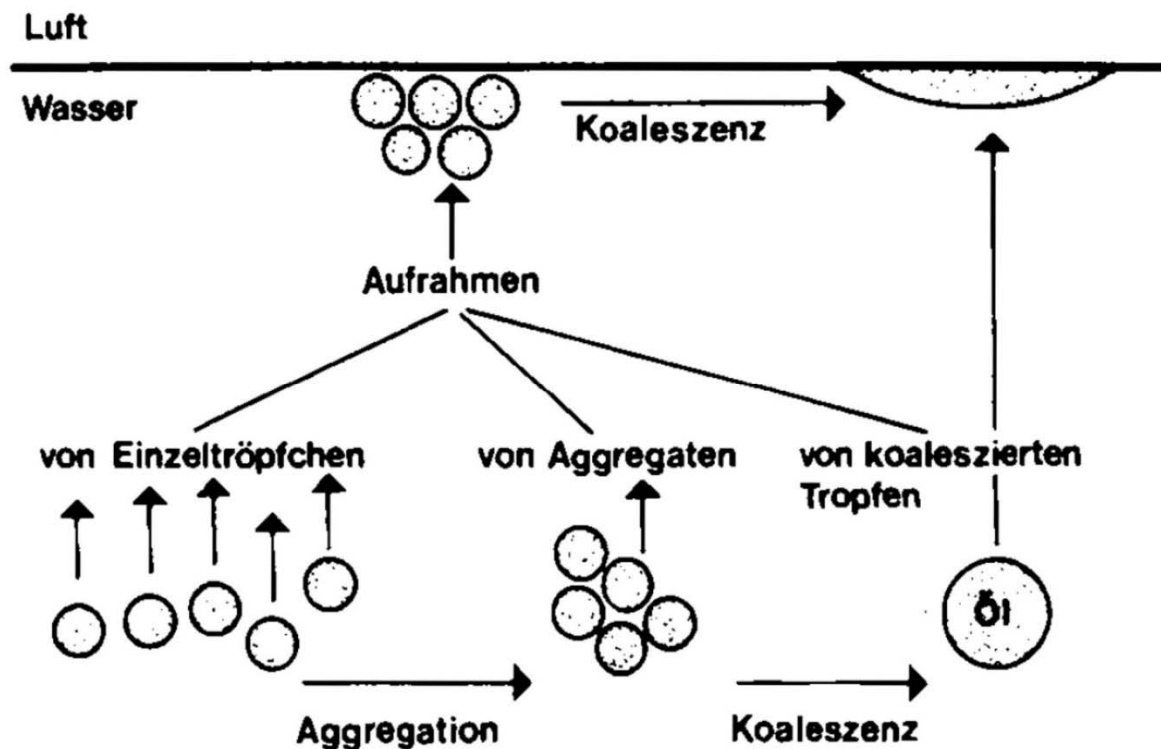 Luft
Wasser
Koaleszenz
Aufrahmen
von Einzeltröpfchen
von Aggregaten
von koaleszierten
Tropfen
Öl
Aggregation
Koaleszenz